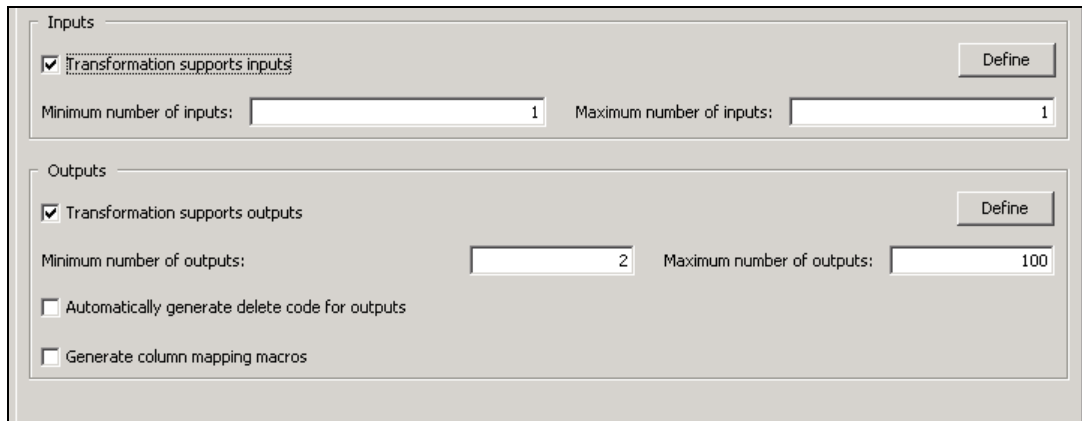 Inputs
Transformation supports inputs
Define
Minimum number of inputs: 1 Maximum number of inputs: 1
Outputs
Transformation supports outputs
Define
Minimum number of outputs: 2 Maximum number of outputs: 100
Automatically generate delete code for outputs
Generate column mapping macros